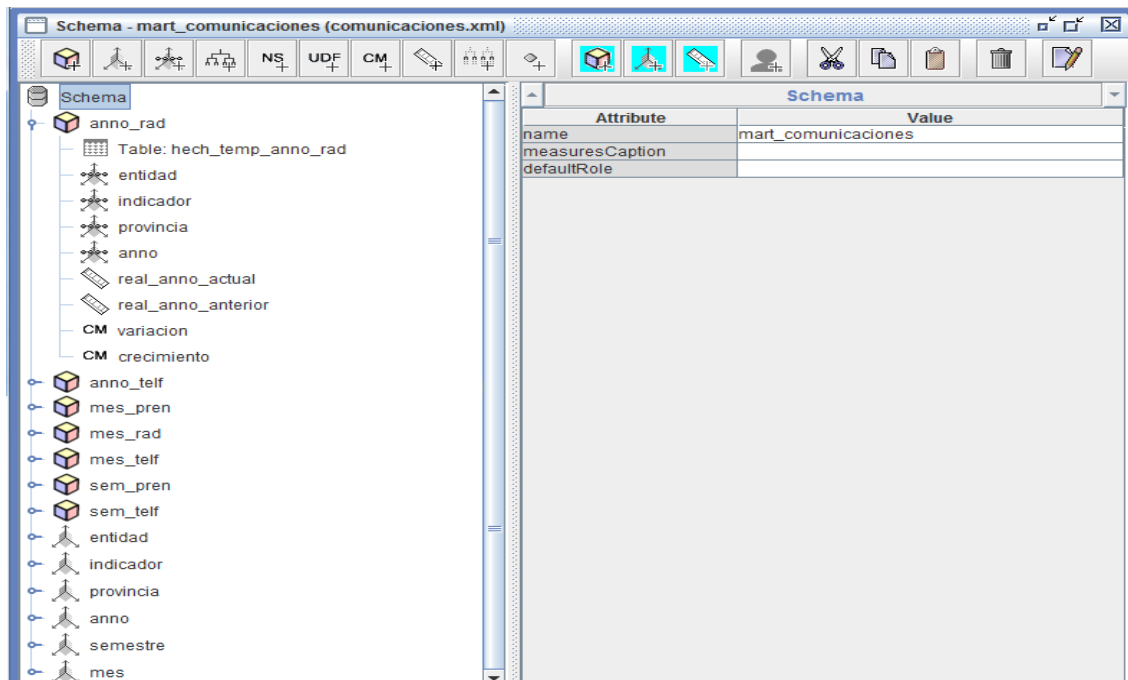 Schema - mart_comunicaciones (comunicaciones.xml)
NS UDF CM
Schema
anno_rad
Table: hech_temp_anno_rad
entidad
indicador
provincia
anno
real_anno_actual
real_anno_anterior
CM variacion
CM crecimiento
anno_telf
mes_pren
mes_rad
mes_telf
sem_pren
sem_telf
entidad
indicador
provincia
anno
semestre
mes
Schema
Attribute Value
name mart_comunicaciones
measuresCaption
defaultRole